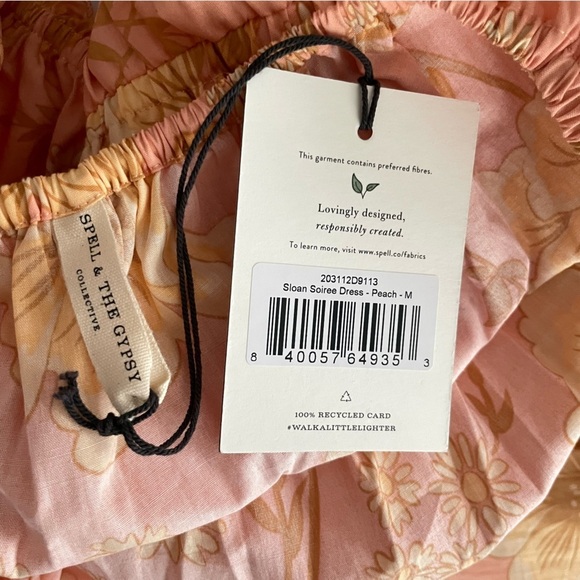 SPELL & THE GYPSY
COLLECTIVE
This garment contains preferred fibres.
Lovingly designed,
responsibly created.
To learn more, visit www.spell.co/fabrics
203112D9113
Sloan Soiree Dress - Peach - M
8 40057 64935 3
100% RECYCLED CARD
#WALKALITTLELIGHTER